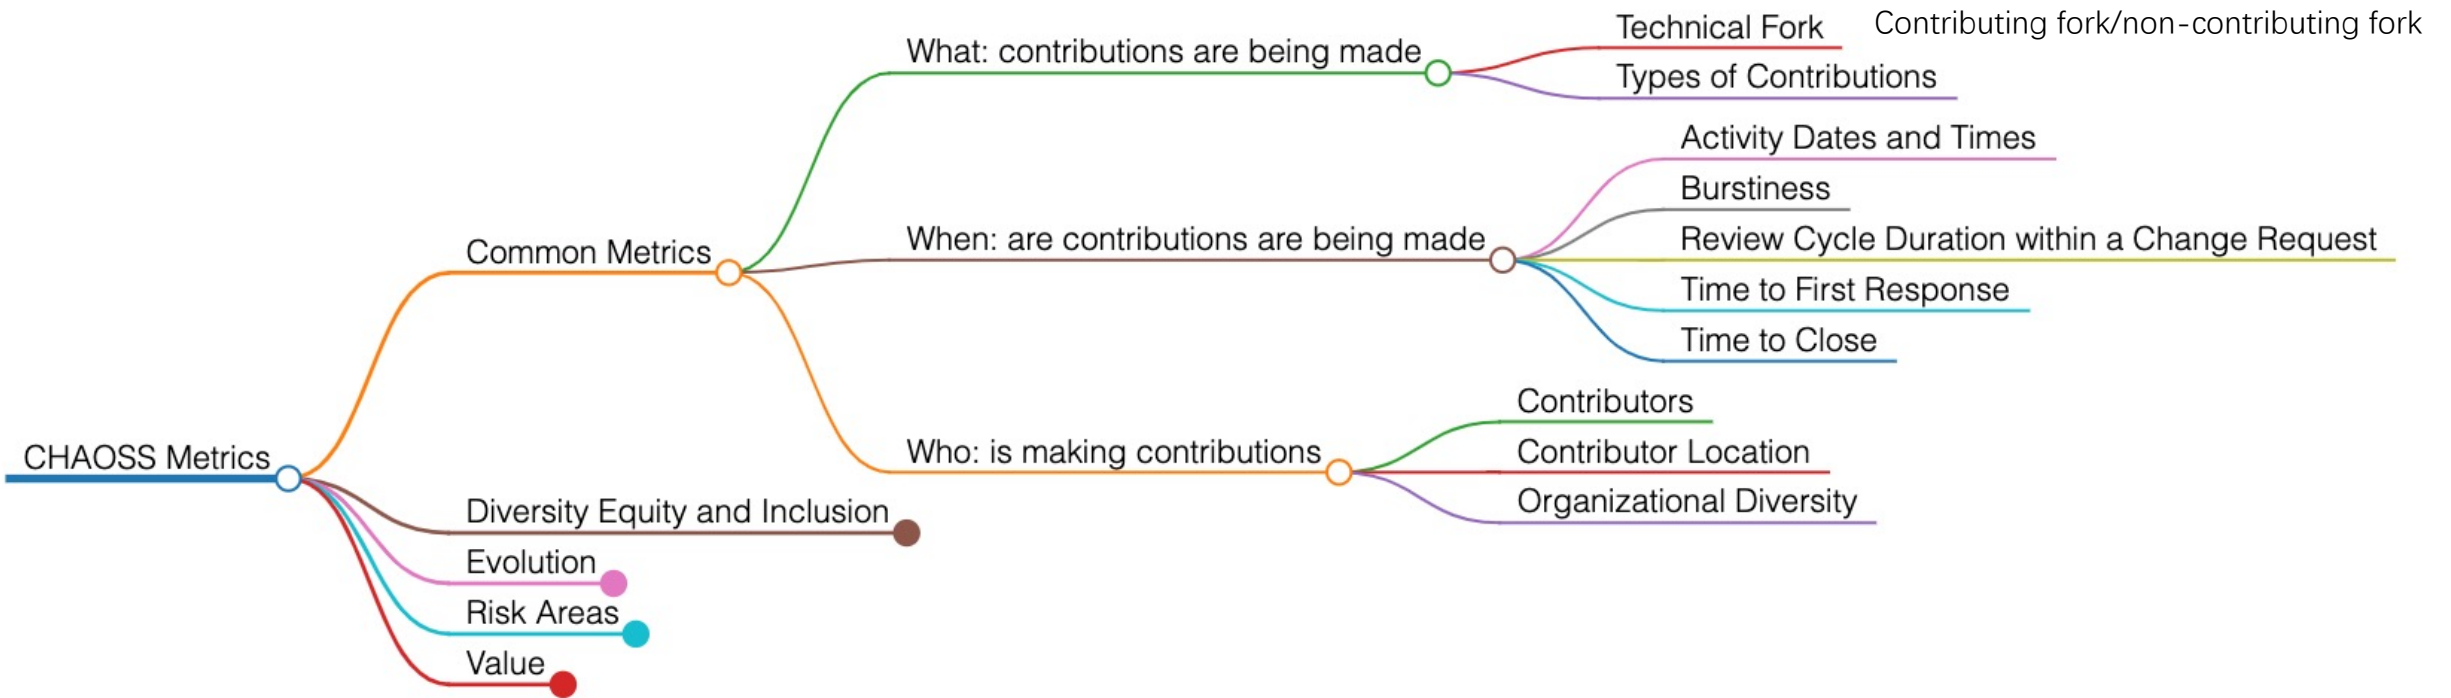 Technical Fork
Contributing fork/non-contributing fork
What: contributions are being made
Types of Contributions
Activity Dates and Times
Burstiness
When: are contributions are being made
Review Cycle Duration within a Change Request
Common Metrics
Time to First Response
Time to Close
Contributors
Who: is making contributions
Contributor Location
CHAOSS Metrics
Organizational Diversity
Diversity Equity and Inclusion
Evolution
Risk Areas
Value